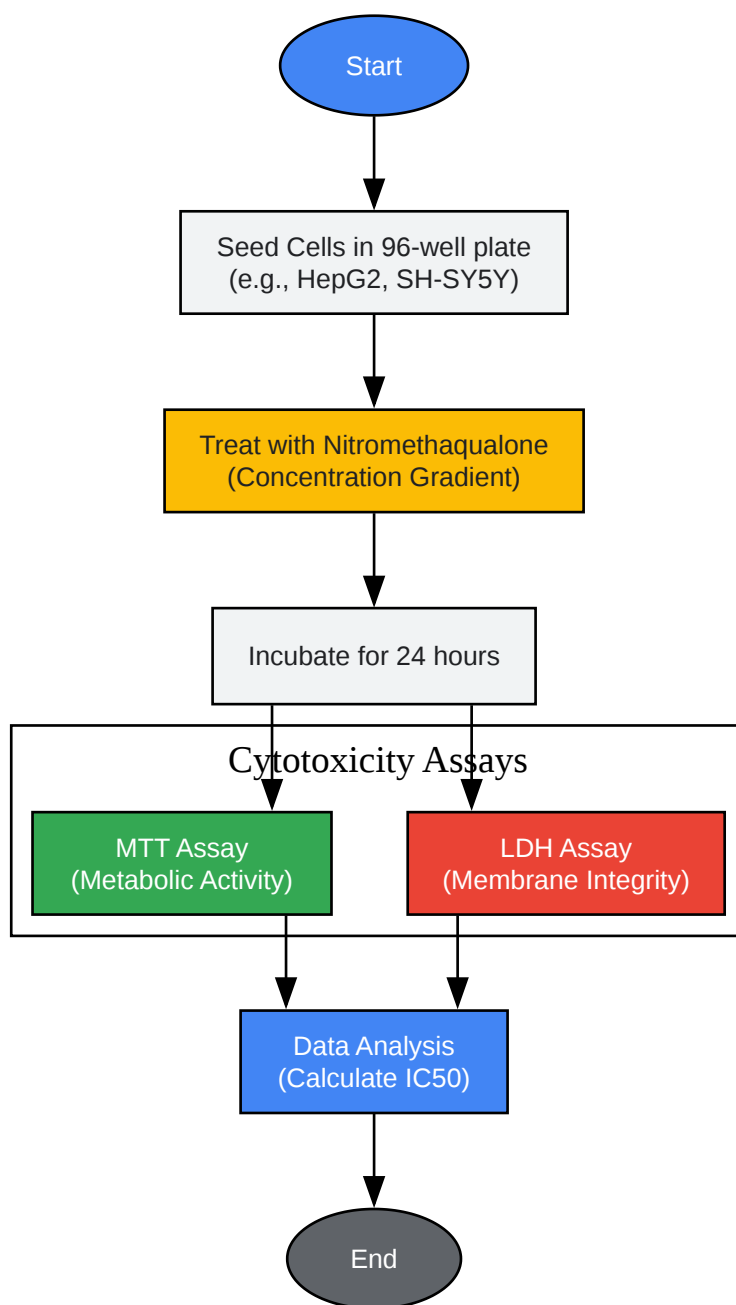 Start
Seed Cells in 96-well plate
(e.g., HepG2, SH-SY5Y)
Treat with Nitromethaqualone
(Concentration Gradient)
Incubate for 24 hours
Cytotoxicity Assays
MTT Assay
(Metabolic Activity)
LDH Assay
(Membrane Integrity)
Data Analysis
(Calculate IC50)
End